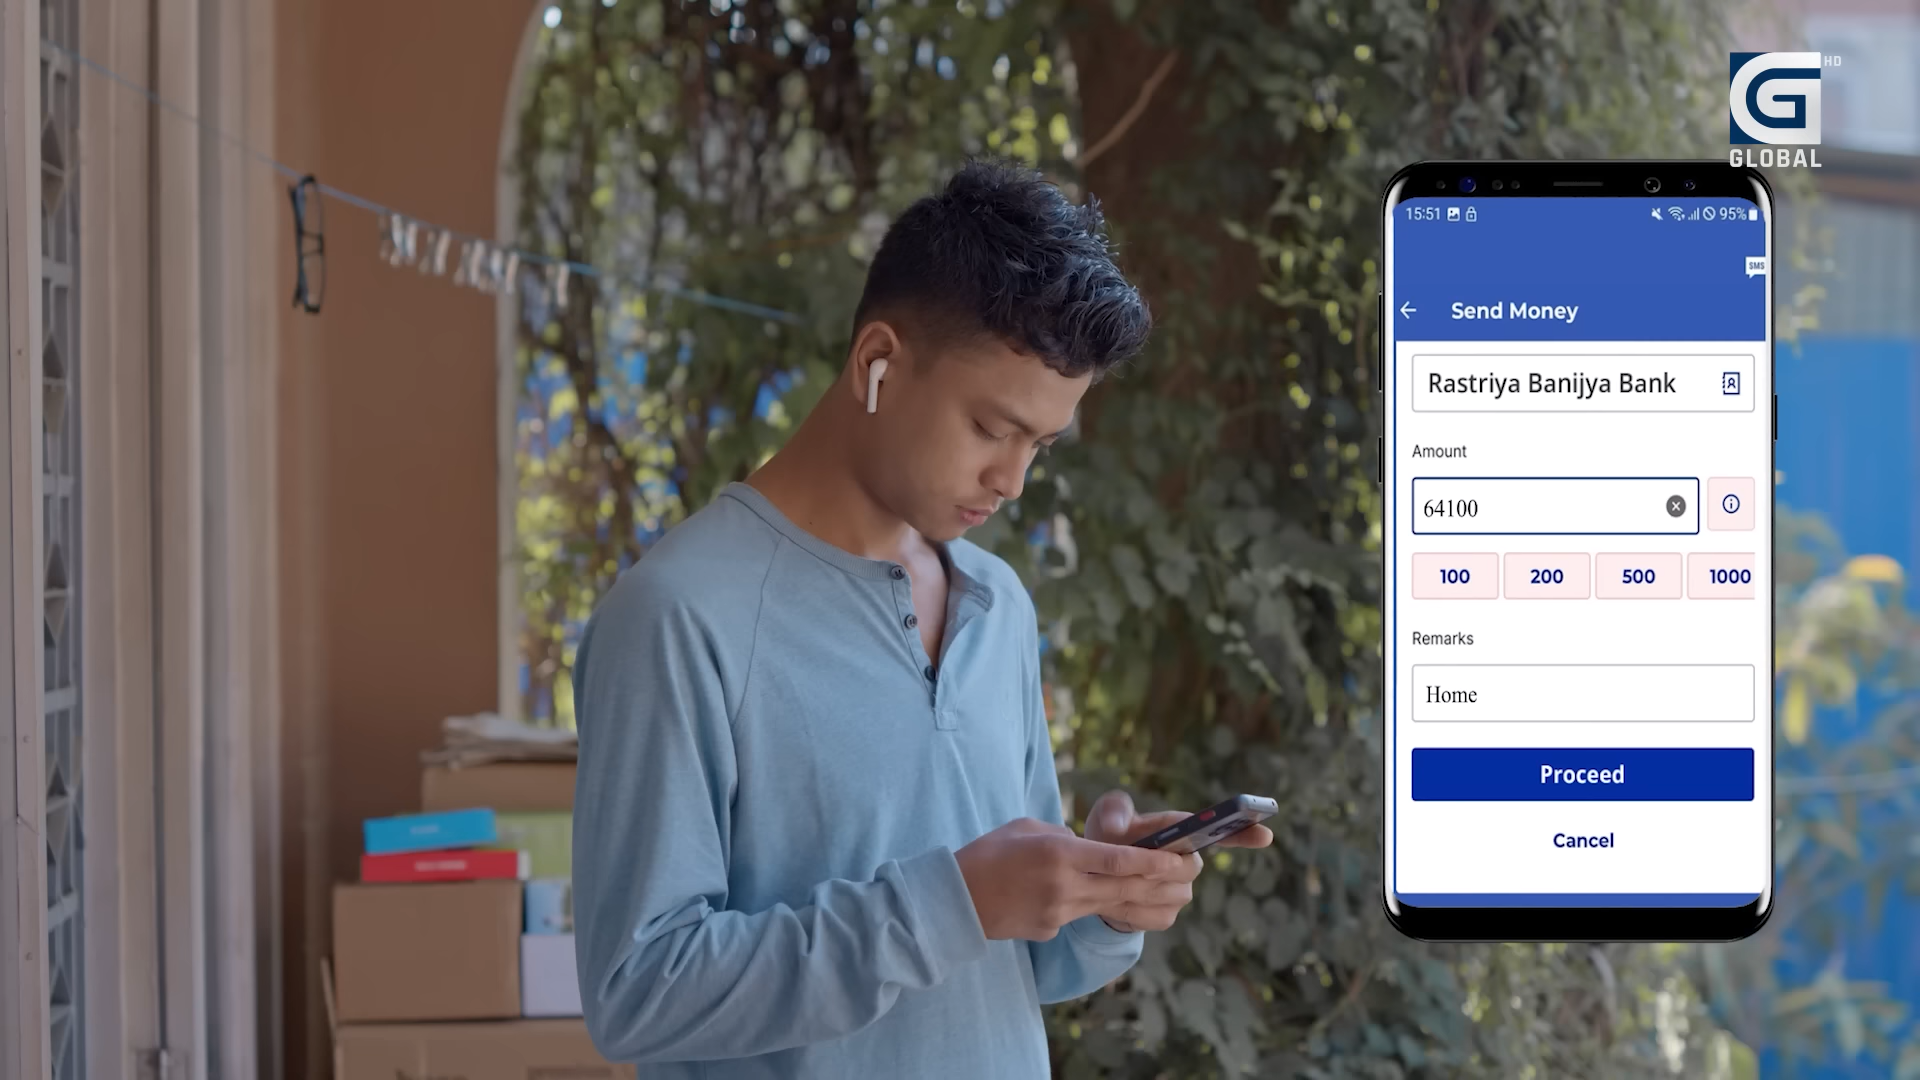 HD
GLOBAL
15:51
95%
SMS
Send Money
Rastriya Banijya Bank
Amount
64100
100
200
500
1000
Remarks
Home
Proceed
Cancel